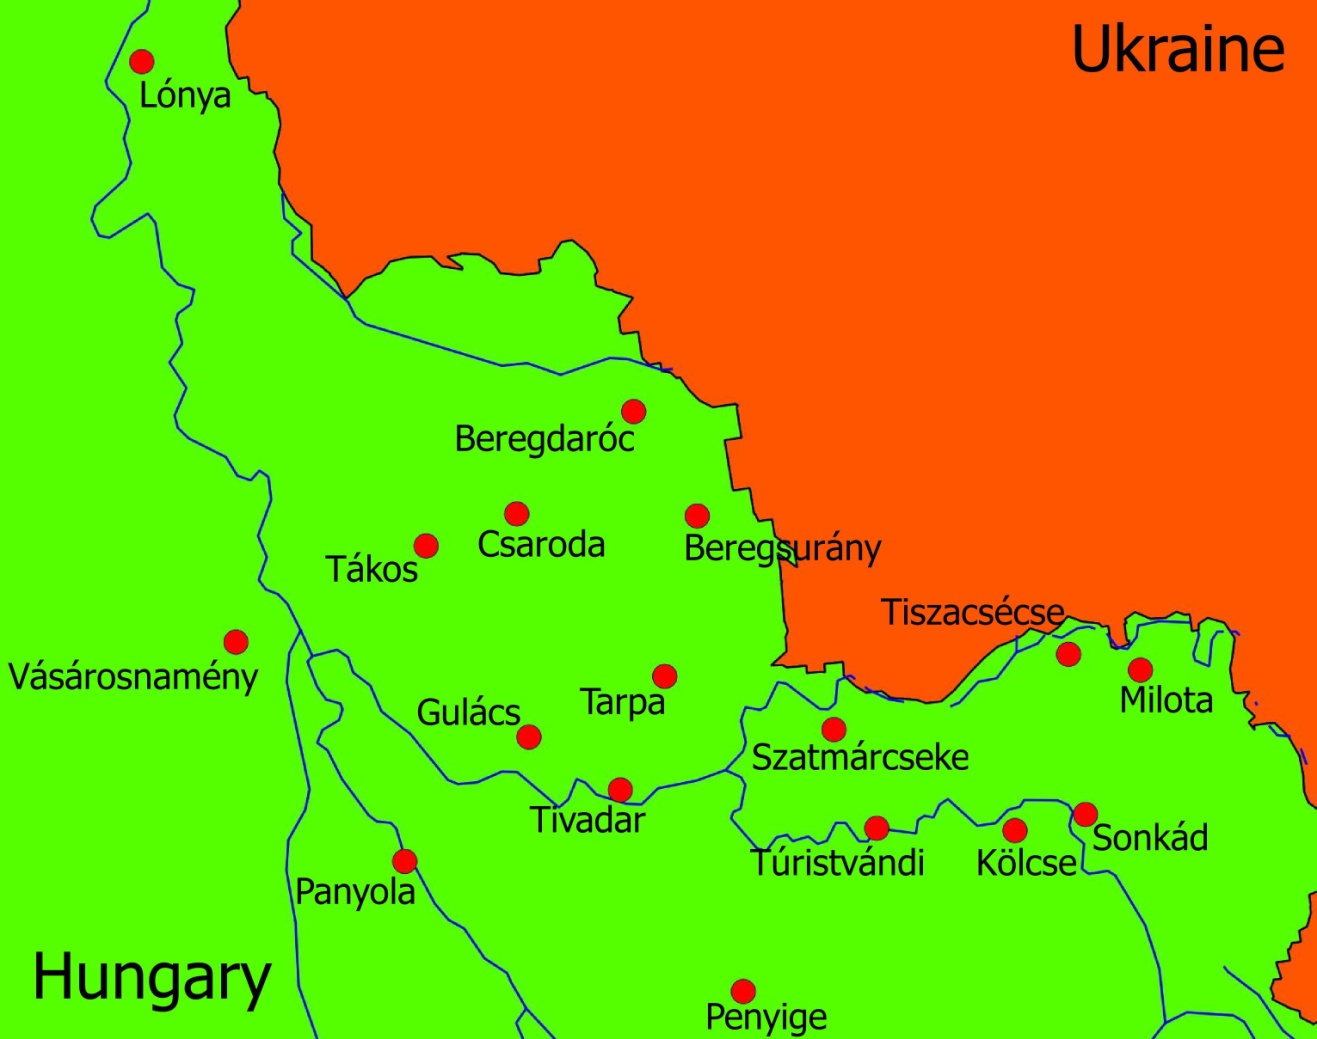 Ukraine
Lónya
Beregdaróc
Csaroda
Beregsurány
Tákos
Tiszacsécse
Vásárosnamény
Tarpa
Milota
Gulács
Szatmárcseke
Tivadar
Sonkád
Túristvándi
Kölcse
Panyola
Hungary
Penyige